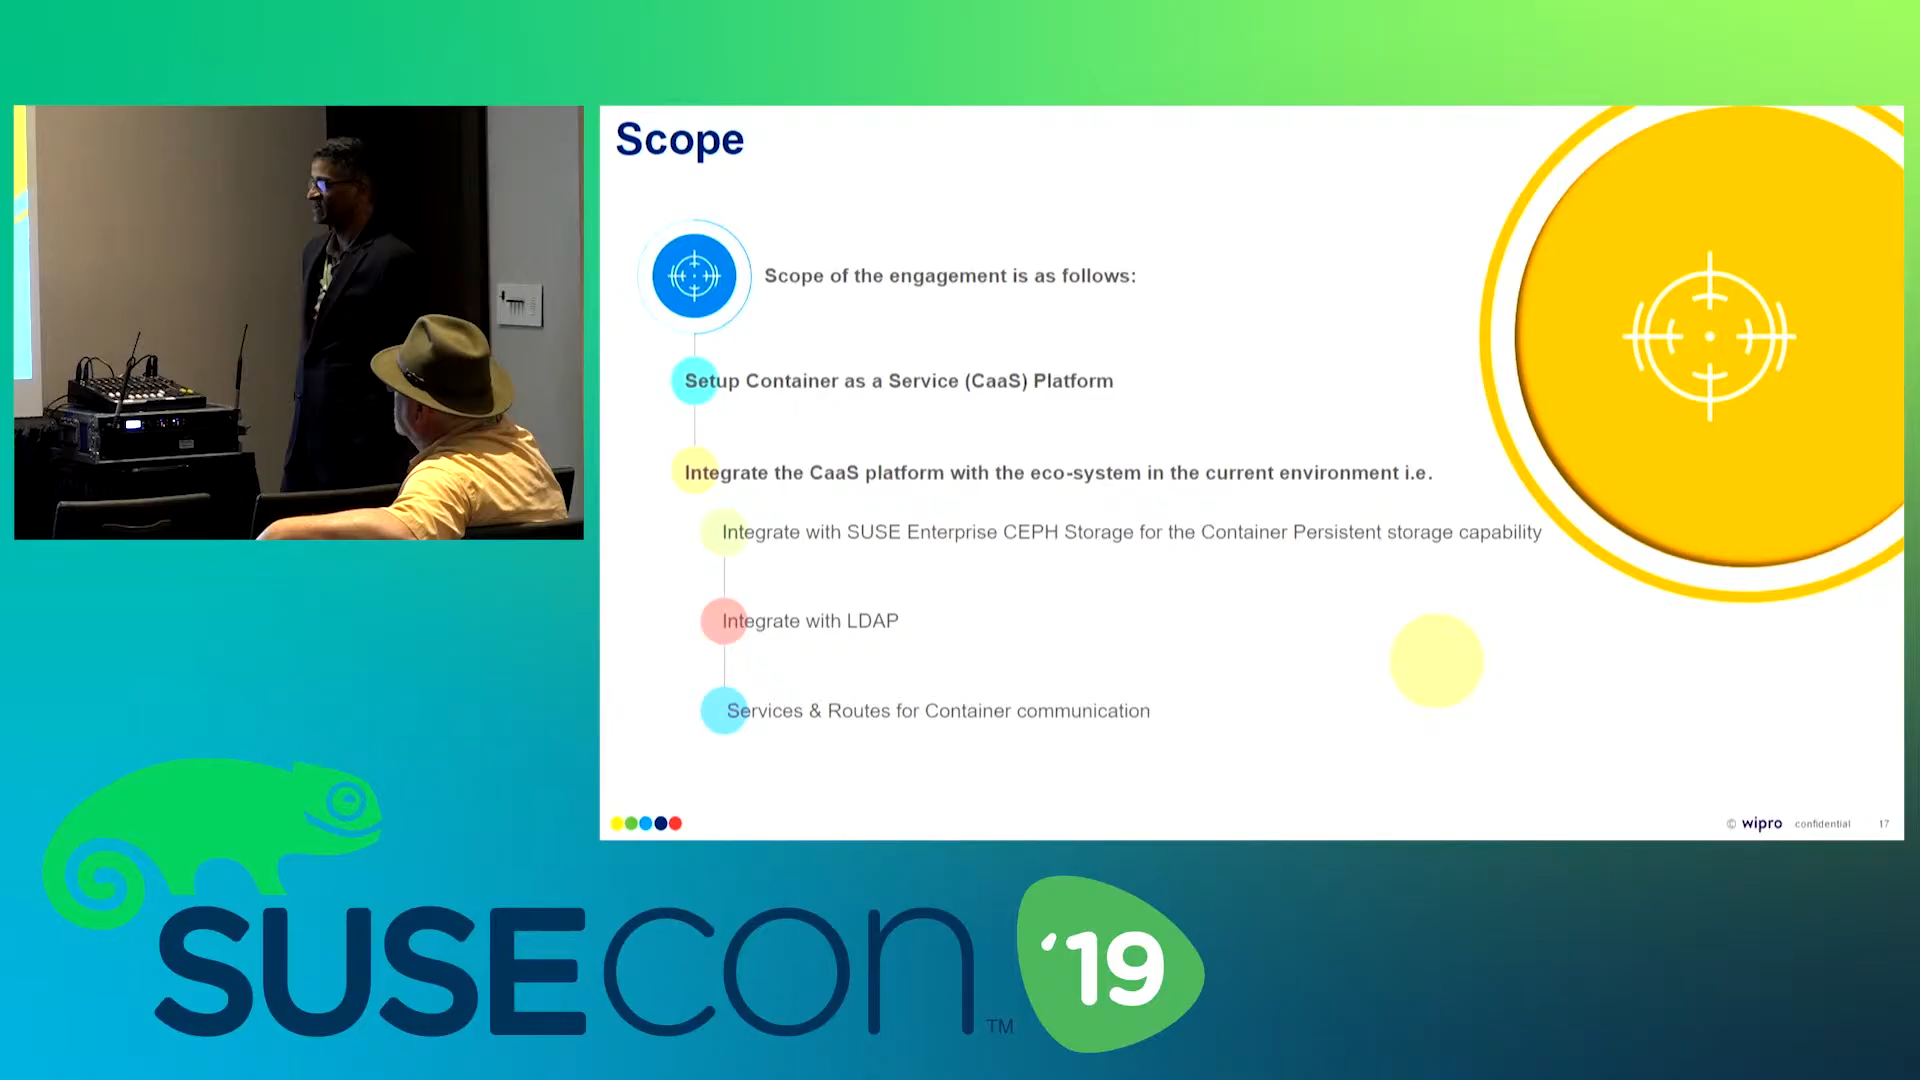 Scope
Scope of the engagement is as follows:
Setup Container as a Service (CaaS) Platform
Integrate the CaaS platform with the eco-system in the current environment i.e.
Integrate with SUSE Enterprise CEPH Storage for the Container Persistent storage capability
Integrate with LDAP
Services & Routes for Container communication
© wipro confidential 17
SUSECON™ '19